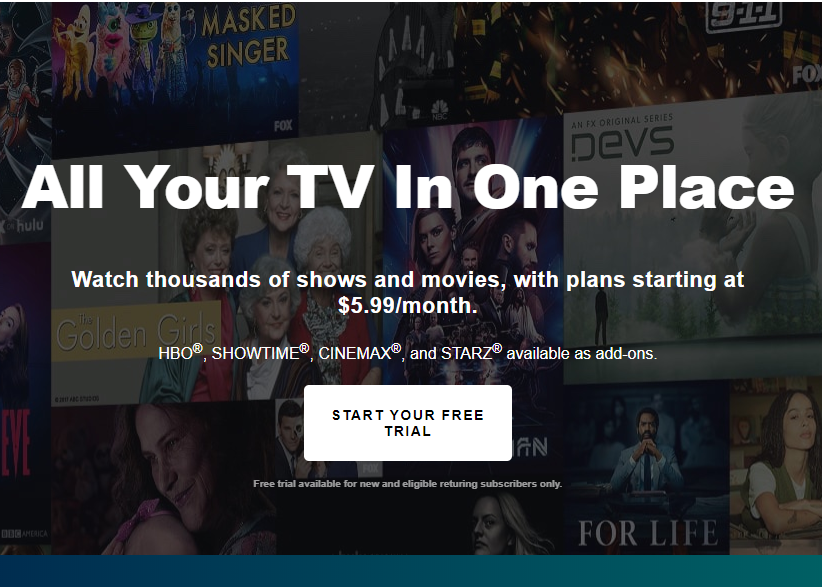 MASKED
SINGER
9-1-1
FOX
NBC
FOX
AN FX ORIGINAL SERIES
DEVS
All Your TV In One Place
hulu
Watch thousands of shows and movies, with plans starting at
$5.99/month.
The
Golden Girls
HBO®, SHOWTIME®, CINEMAX®, and STARZ® available as add-ons.
START YOUR FREE
TRIAL
EVE
FOX
Free trial available for new and eligible returing subscribers only.
FOR LIFE
BBC AMERICA